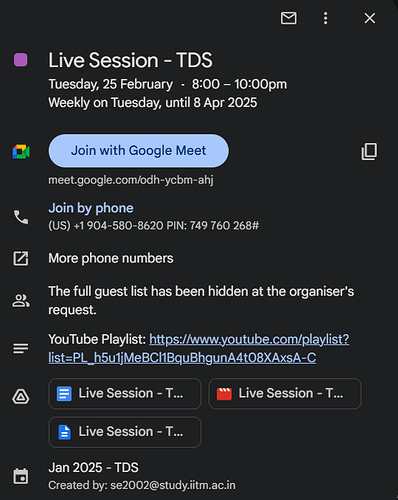 Live Session - TDS
Tuesday, 25 February · 8:00 – 10:00pm
Weekly on Tuesday, until 8 Apr 2025
Join with Google Meet
meet.google.com/odh-ycbm-ahj
Join by phone
(US) +1 904-580-8620 PIN: 749 760 268#
More phone numbers
The full guest list has been hidden at the organiser's
request.
YouTube Playlist: https://www.youtube.com/playlist?
list=PL_h5u1jMeBCl1BquBhgunA4t08XAxsA-C
Live Session - T...
Live Session - T...
Live Session - T...
Jan 2025 - TDS
Created by: se2002@study.iitm.ac.in